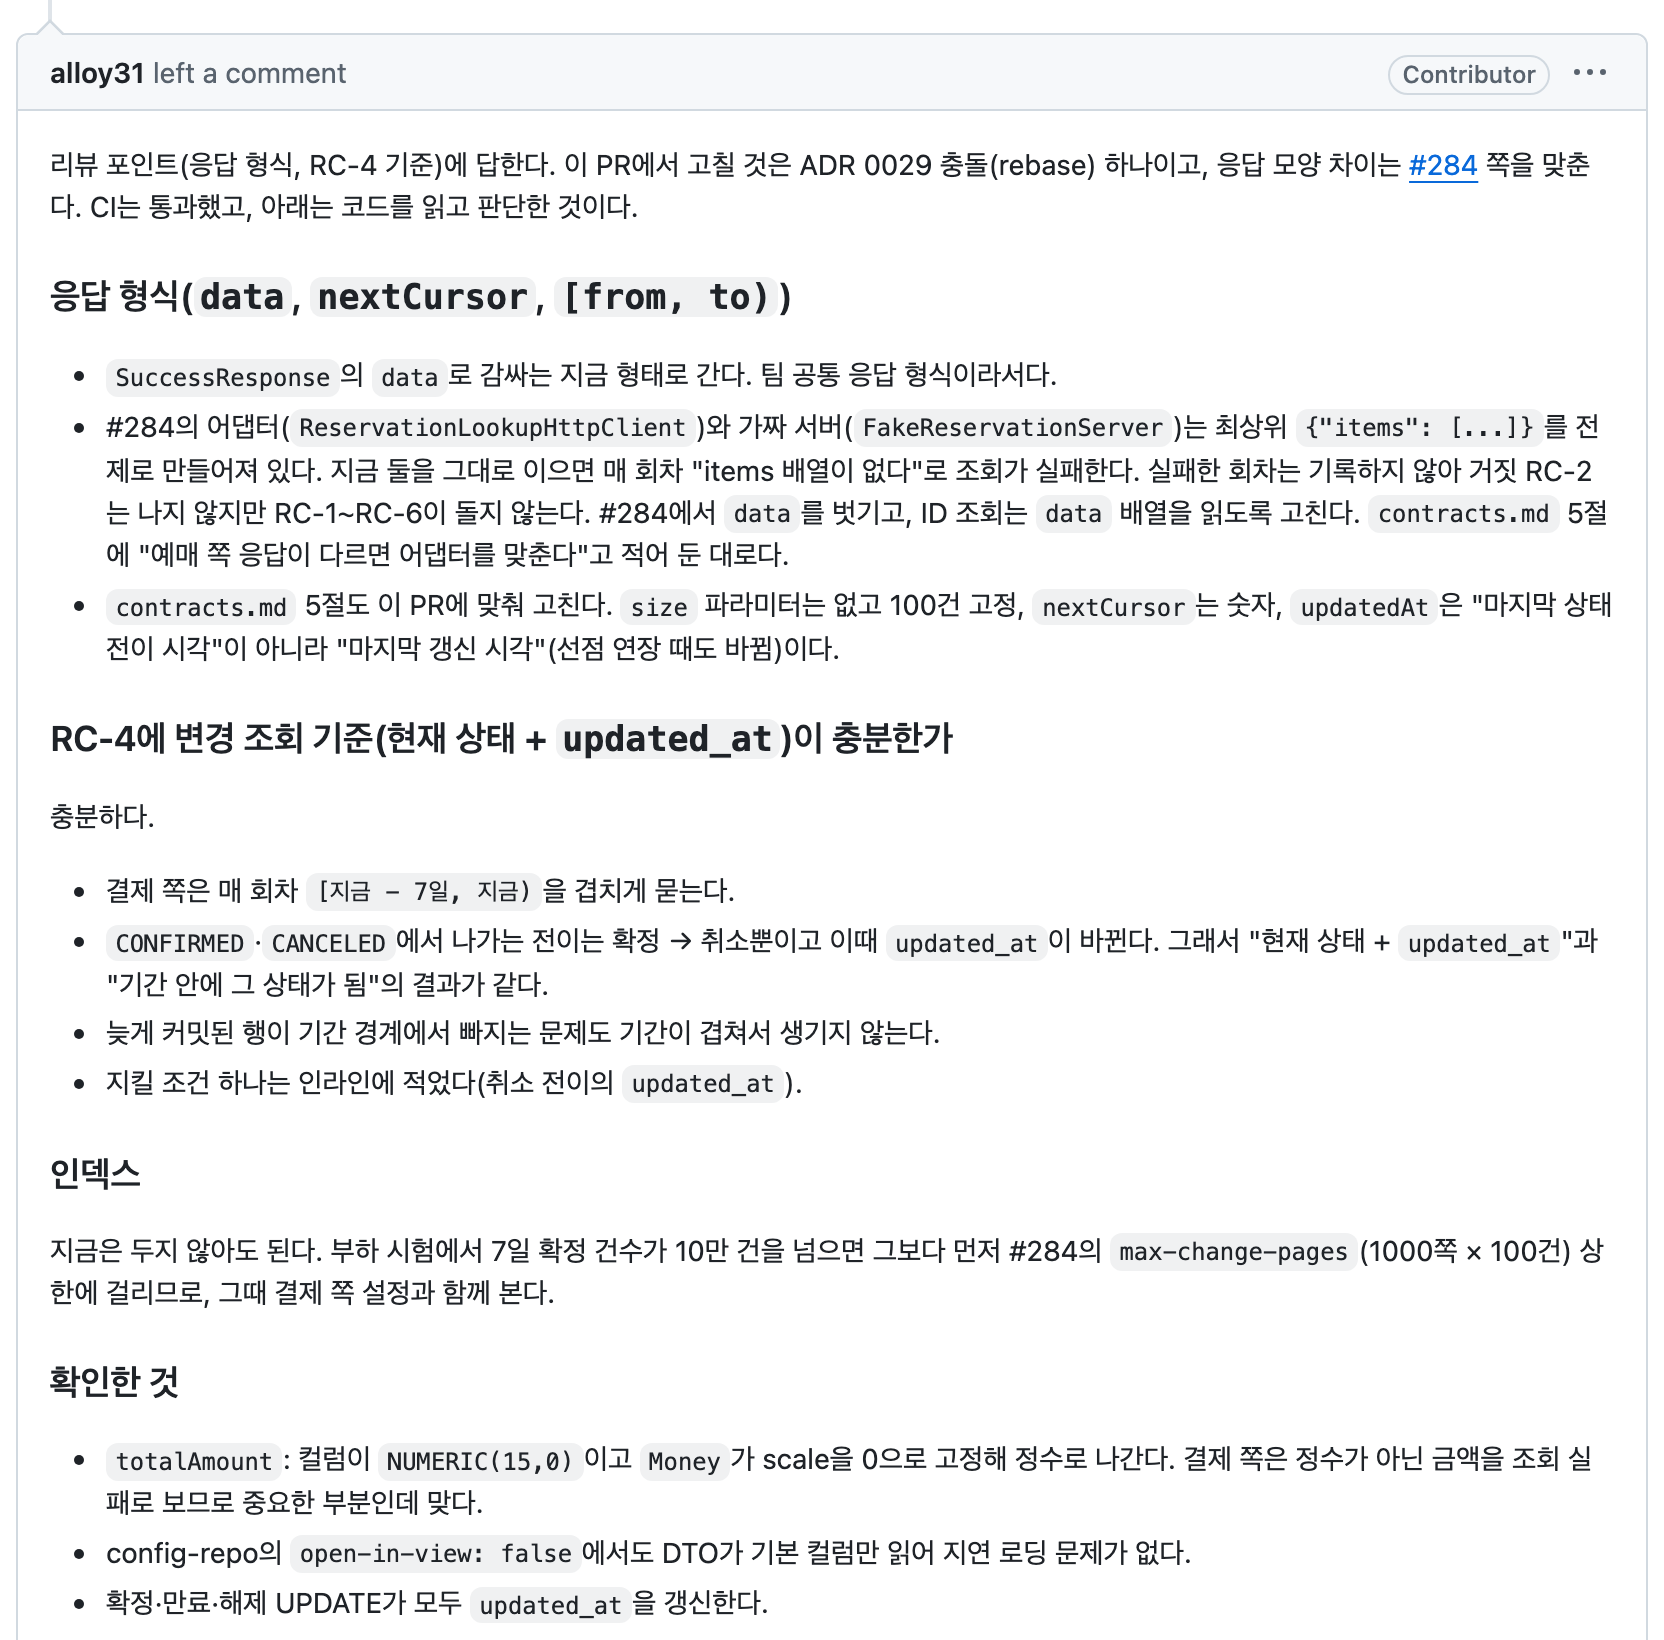 alloy31 left a comment
Contributor
리뷰 포인트(응답 형식, RC-4 기준)에 답한다. 이 PR에서 고칠 것은 ADR 0029 충돌(rebase) 하나이고, 응답 모양 차이는 #284 쪽을 맞춘
다. CI는 통과했고, 아래는 코드를 읽고 판단한 것이다.
응답 형식(data, nextCursor, [from, to))
• SuccessResponse의 data로 감싸는 지금 형태로 간다. 팀 공통 응답 형식이라서다.
• #284의 어댑터(ReservationLookupHttpClient)와 가짜 서버(FakeReservationServer)는 최상위 {"items": [...]}를 전
제로 만들어져 있다. 지금 둘을 그대로 이으면 매 회차 "items 배열이 없다"로 조회가 실패한다. 실패한 회차는 기록하지 않아 거짓 RC-2
는 나지 않지만 RC-1~RC-6이 돌지 않는다. #284에서 data를 벗기고, ID 조회는 data 배열을 읽도록 고친다. contracts.md 5절
에 "예매 쪽 응답이 다르면 어댑터를 맞춘다"고 적어 둔 대로다.
• contracts.md 5절도 이 PR에 맞춰 고친다. size 파라미터는 없고 100건 고정, nextCursor는 숫자, updatedAt은 "마지막 상태
전이 시각"이 아니라 "마지막 갱신 시각"(선점 연장 때도 바뀜)이다.
RC-4에 변경 조회 기준(현재 상태 + updated_at)이 충분한가
충분하다.
• 결제 쪽은 매 회차 [지금 - 7일, 지금)을 겹치게 묻는다.
• CONFIRMED·CANCELED에서 나가는 전이는 확정 → 취소뿐이고 이때 updated_at이 바뀐다. 그래서 "현재 상태 + updated_at"과
"기간 안에 그 상태가 됨"의 결과가 같다.
• 늦게 커밋된 행이 기간 경계에서 빠지는 문제도 기간이 겹쳐서 생기지 않는다.
• 지킬 조건 하나는 인라인에 적었다(취소 전이의 updated_at).
인덱스
지금은 두지 않아도 된다. 부하 시험에서 7일 확정 건수가 10만 건을 넘으면 그보다 먼저 #284의 max-change-pages(1000쪽 × 100건) 상
한에 걸리므로, 그때 결제 쪽 설정과 함께 본다.
확인한 것
• totalAmount: 컬럼이 NUMERIC(15,0)이고 Money가 scale을 0으로 고정해 정수로 나간다. 결제 쪽은 정수가 아닌 금액을 조회 실
패로 보므로 중요한 부분인데 맞다.
• config-repo의 open-in-view: false에서도 DTO가 기본 컬럼만 읽어 지연 로딩 문제가 없다.
• 확정·만료·해제 UPDATE가 모두 updated_at을 갱신한다.